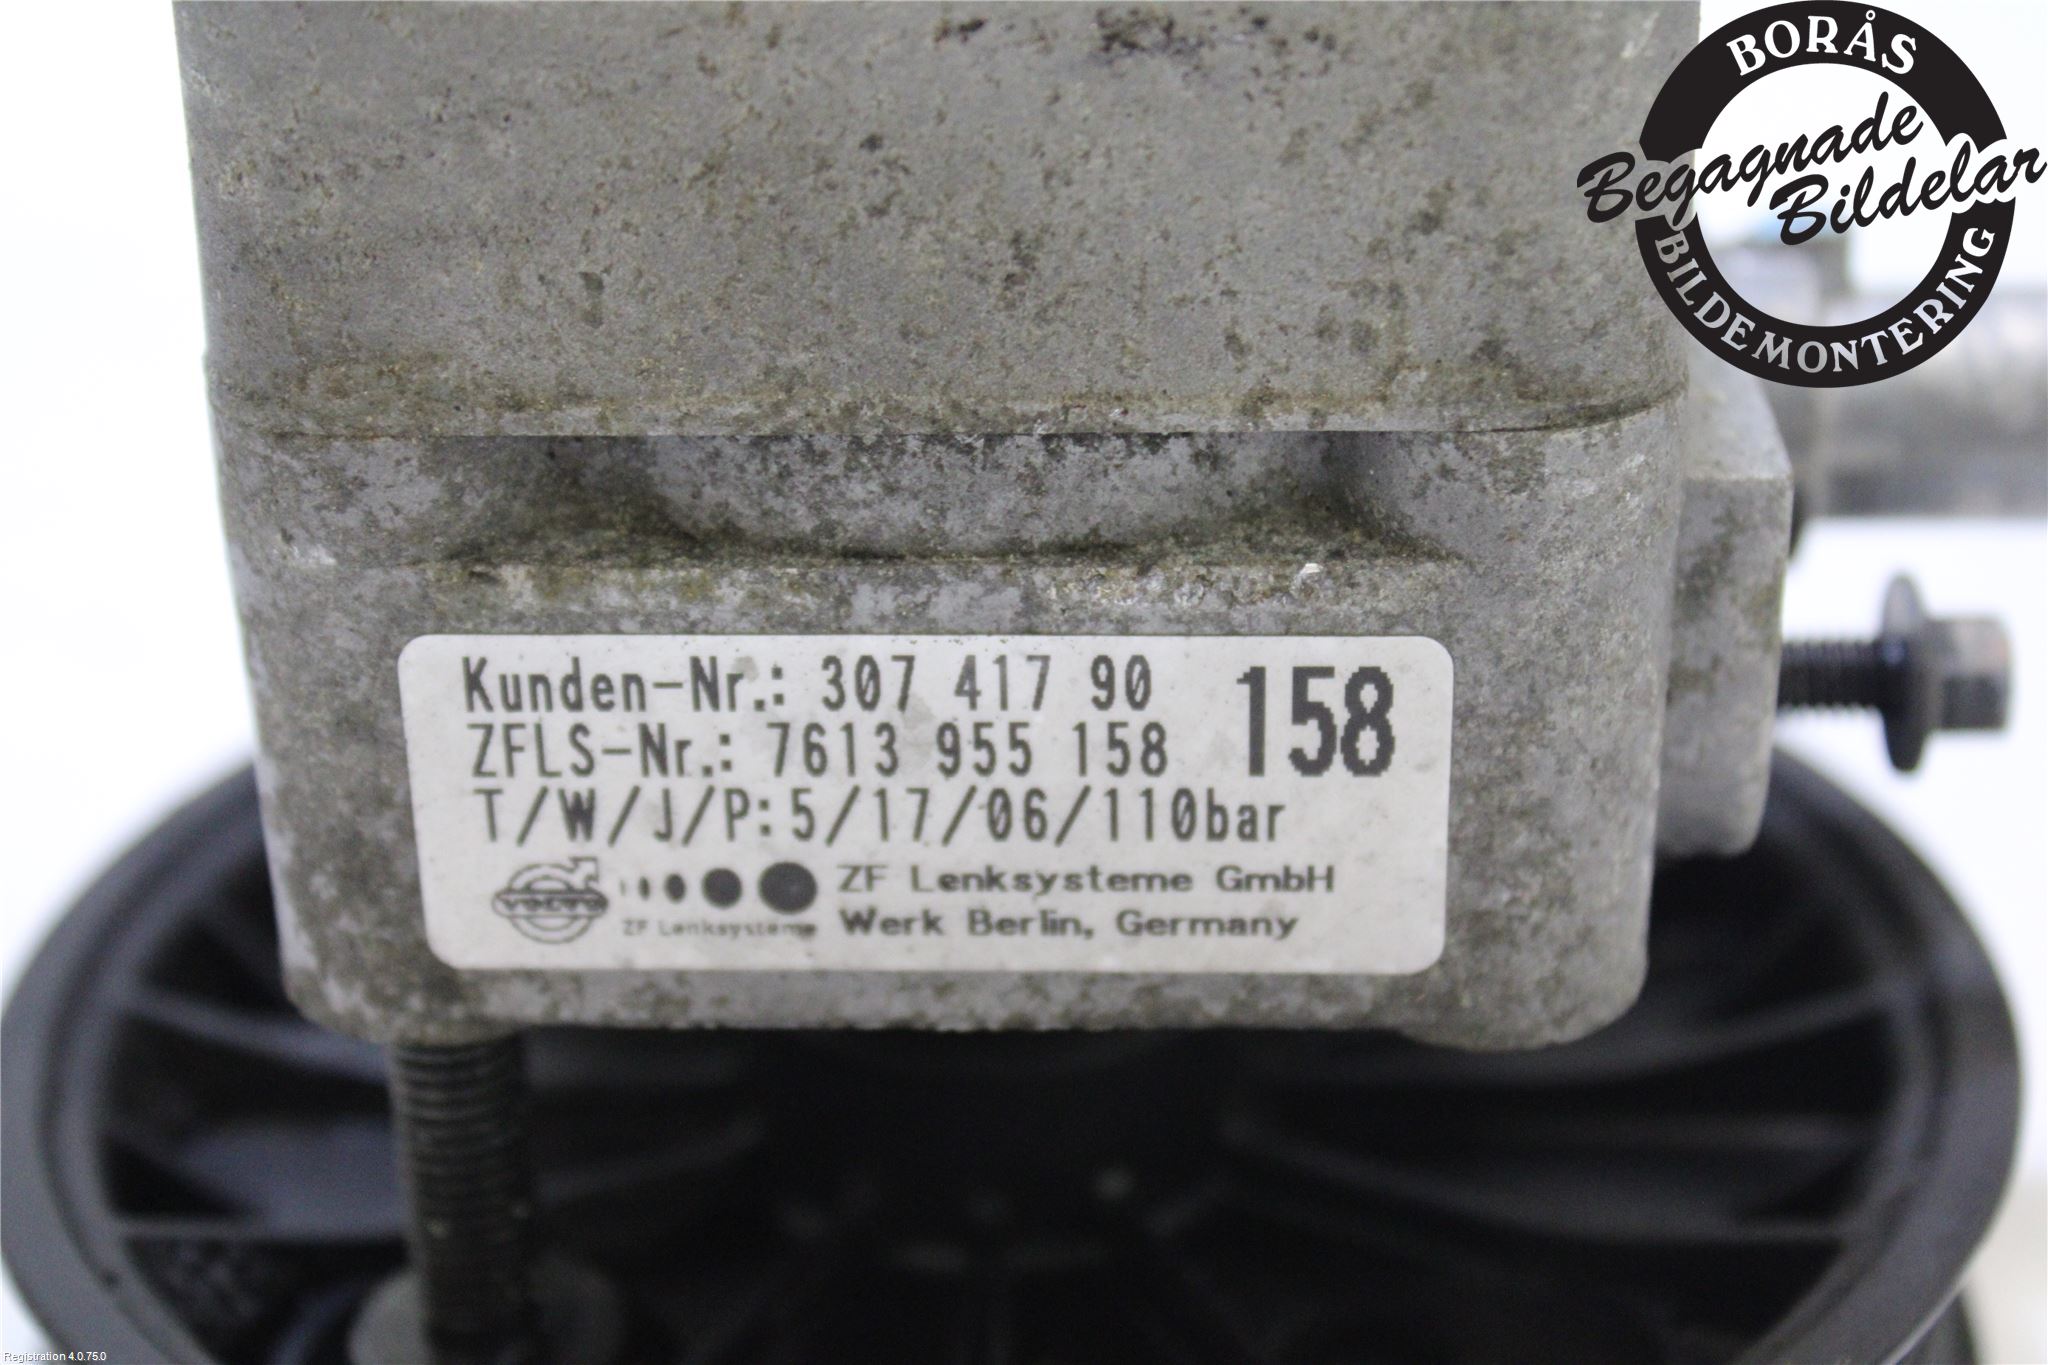 BORÅS
Begagnade
Bildelar
BILDEMONTERING
Kunden-Nr.: 307 417 90
158
ZFLS-Nr.: 7613 955 158
T/W/J/P: 5/17/06/110bar
VOLVO
ZF Lenksysteme
ZF Lenksysteme GmbH
Werk Berlin, Germany
Registration 4.0.75.0